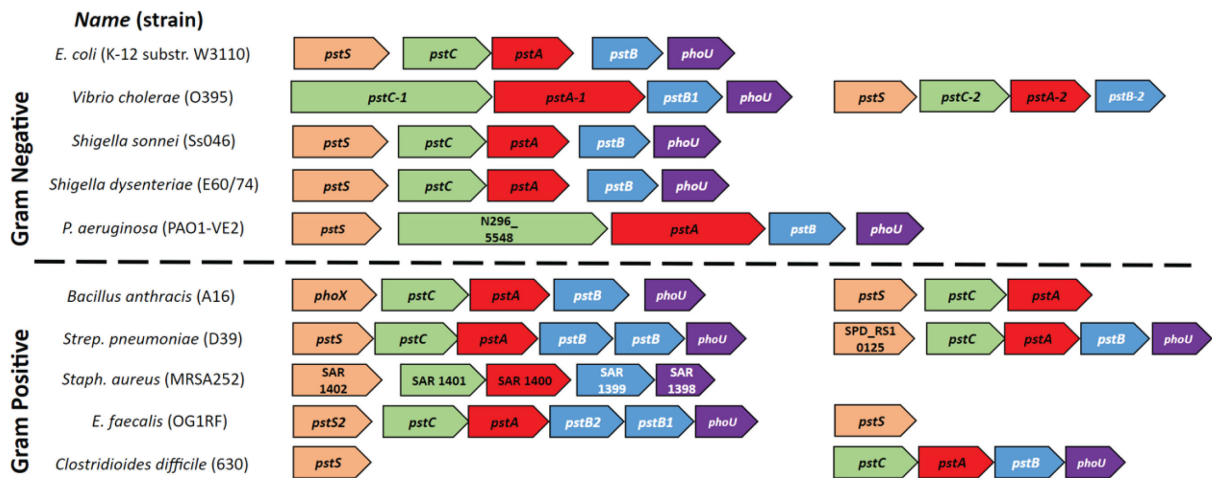 Name (strain)
Gram Negative
E. coli (K-12 substr. W3110) pstS pstC pstA pstB phoU
Vibrio cholerae (O395) pstC-1 pstA-1 pstB1 phoU pstS pstC-2 pstA-2 pstB-2
Shigella sonnei (Ss046) pstS pstC pstA pstB phoU
Shigella dysenteriae (E60/74) pstS pstC pstA pstB phoU
P. aeruginosa (PAO1-VE2) pstS N296_
5548 pstA pstB phoU
Gram Positive
Bacillus anthracis (A16) phoX pstC pstA pstB phoU pstS pstC pstA
Strep. pneumoniae (D39) pstS pstC pstA pstB pstB phoU SPD_RS1
0125 pstC pstA pstB phoU
Staph. aureus (MRSA252) SAR
1402 SAR 1401 SAR 1400 SAR
1399 SAR
1398
E. faecalis (OG1RF) pstS2 pstC pstA pstB2 pstB1 phoU pstS
Clostridioides difficile (630) pstS pstC pstA pstB phoU